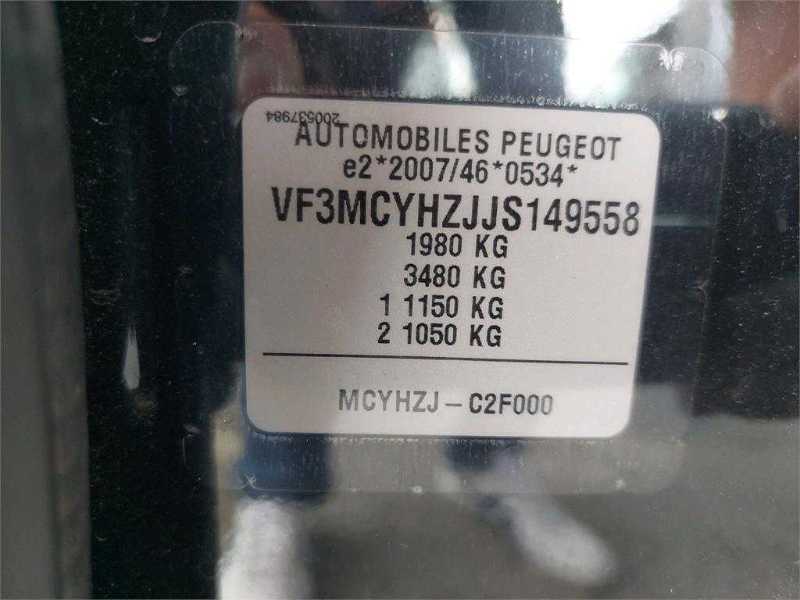 200537984
AUTOMOBILES PEUGEOT
e2*2007/46*0534*
VF3MCYHZJJS149558
1980 KG
3480 KG
1 1150 KG
2 1050 KG
MCYHZJ - C2F000